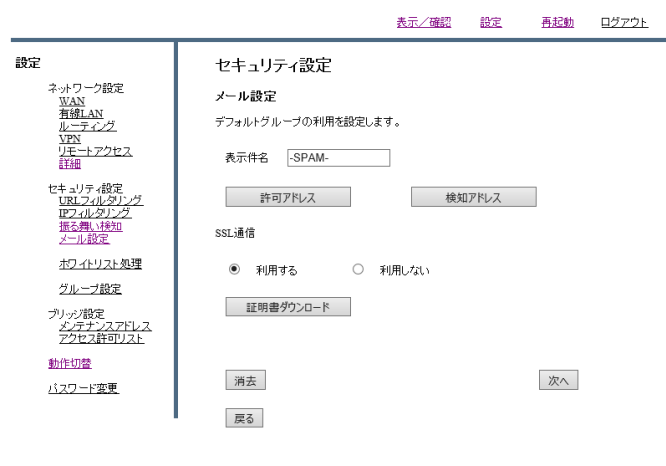 表示／確認 設定 再起動 ログアウト
設定
ネットワーク設定
WAN
有線LAN
ルーティング
VPN
リモートアクセス
詳細
セキュリティ設定
URLフィルタリング
IPフィルタリング
振る舞い検知
メール設定
ホワイトリスト処理
グループ設定
ブリッジ設定
メンテナンスアドレス
アクセス許可リスト
動作切替
パスワード変更
セキュリティ設定
メール設定
デフォルトグループの利用を設定します。
表示件名 -SPAM-
許可アドレス 検知アドレス
SSL通信
利用する 利用しない
証明書ダウンロード
消去 次へ
戻る